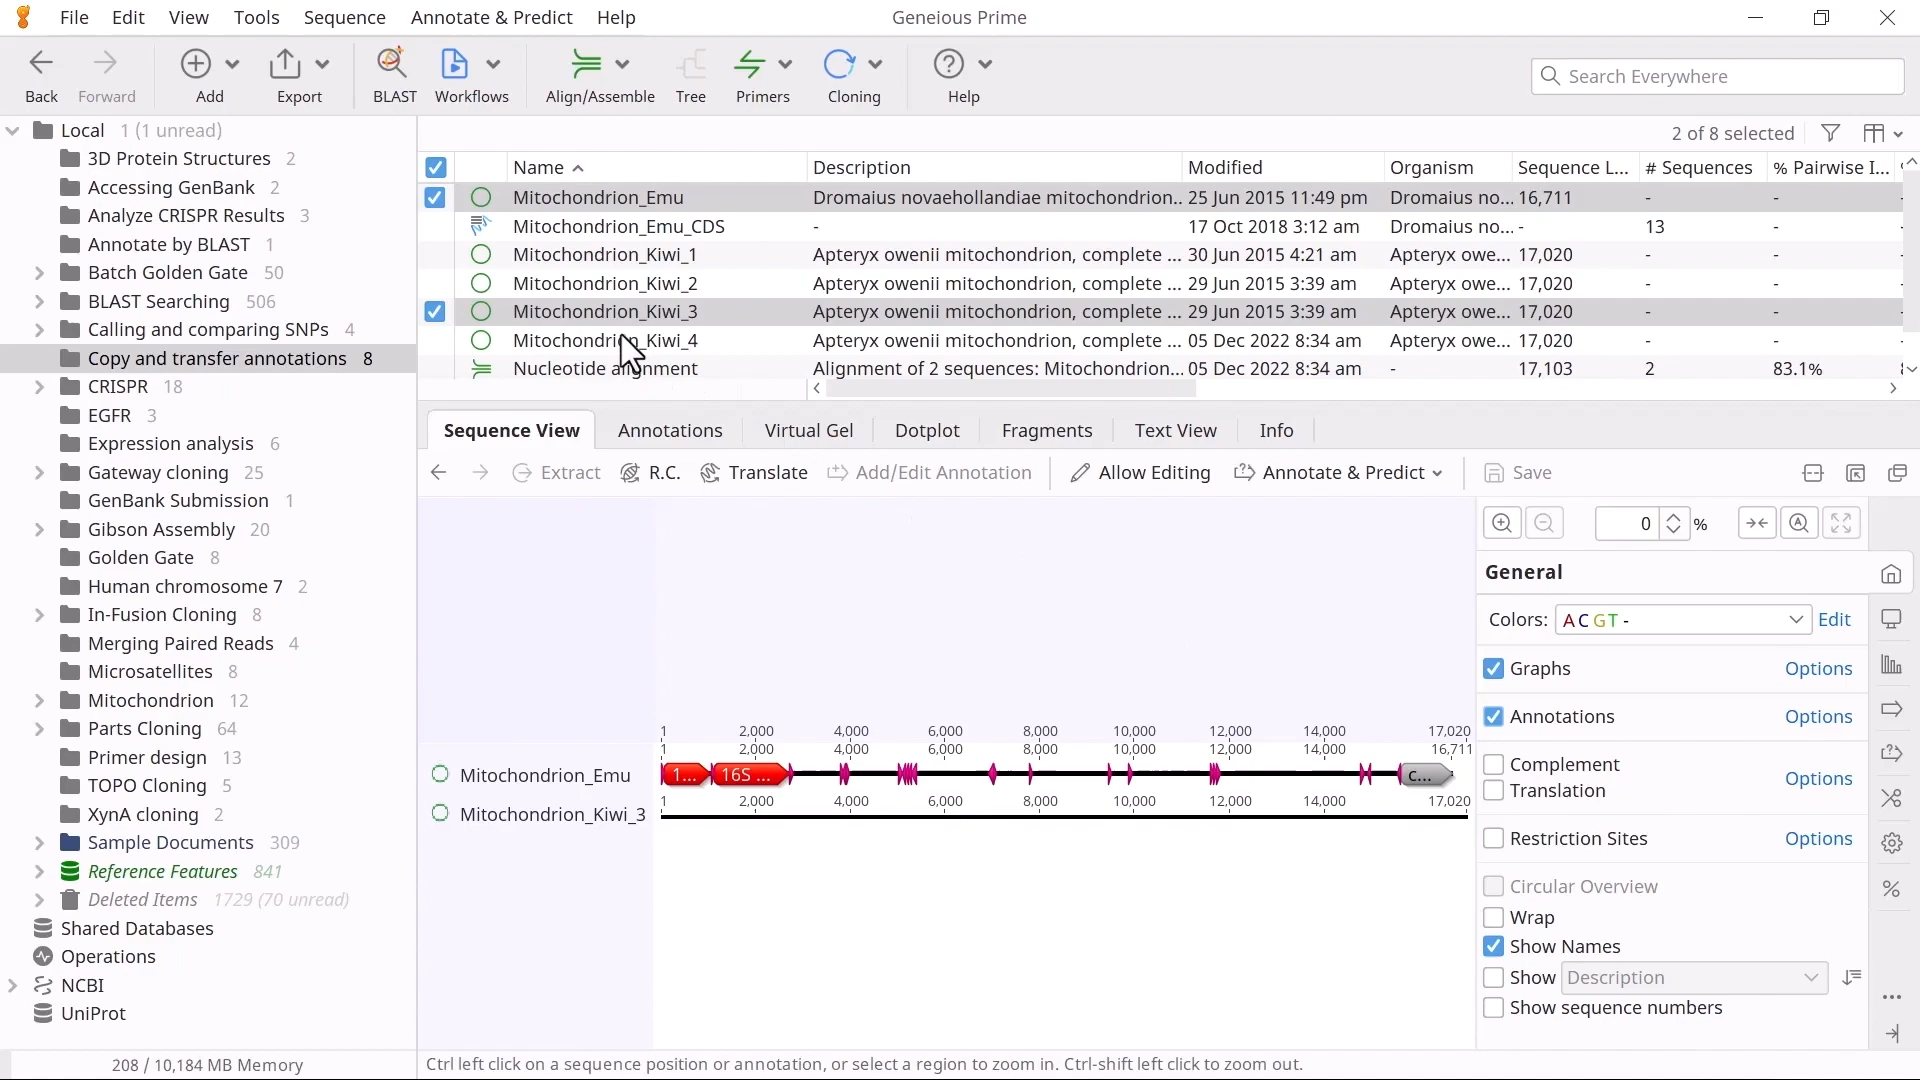 File Edit View Tools Sequence Annotate & Predict Help Geneious Prime
Back Forward Add Export BLAST Workflows Align/Assemble Tree Primers Cloning Help Search Everywhere
Local 1 (1 unread)
3D Protein Structures 2
Accessing GenBank 2
Analyze CRISPR Results 3
Annotate by BLAST 1
Batch Golden Gate 50
BLAST Searching 506
Calling and comparing SNPs 4
Copy and transfer annotations 8
CRISPR 18
EGFR 3
Expression analysis 6
Gateway cloning 25
GenBank Submission 1
Gibson Assembly 20
Golden Gate 8
Human chromosome 7 2
In-Fusion Cloning 8
Merging Paired Reads 4
Microsatellites 8
Mitochondrion 12
Parts Cloning 64
Primer design 13
TOPO Cloning 5
XynA cloning 2
Sample Documents 309
Reference Features 841
Deleted Items 1729 (70 unread)
Shared Databases
Operations
NCBI
UniProt
208 / 10,184 MB Memory
2 of 8 selected
Name Description Modified Organism Sequence L... # Sequences % Pairwise I...
Mitochondrion_Emu Dromaius novaehollandiae mitochondrion... 25 Jun 2015 11:49 pm Dromaius no... 16,711 - -
Mitochondrion_Emu_CDS - 17 Oct 2018 3:12 am Dromaius no... - 13 -
Mitochondrion_Kiwi_1 Apteryx owenii mitochondrion, complete ... 30 Jun 2015 4:21 am Apteryx owe... 17,020 - -
Mitochondrion_Kiwi_2 Apteryx owenii mitochondrion, complete ... 29 Jun 2015 3:39 am Apteryx owe... 17,020 - -
Mitochondrion_Kiwi_3 Apteryx owenii mitochondrion, complete ... 29 Jun 2015 3:39 am Apteryx owe... 17,020 - -
Mitochondrion_Kiwi_4 Apteryx owenii mitochondrion, complete ... 05 Dec 2022 8:34 am Apteryx owe... 17,020 - -
Nucleotide alignment Alignment of 2 sequences: Mitochondrion... 05 Dec 2022 8:34 am - 17,103 2 83.1%
Sequence View Annotations Virtual Gel Dotplot Fragments Text View Info
Extract R.C. Translate Add/Edit Annotation Allow Editing Annotate & Predict Save
1 2,000 4,000 6,000 8,000 10,000 12,000 14,000 17,020
1 2,000 4,000 6,000 8,000 10,000 12,000 14,000 16,711
Mitochondrion_Emu 1... 16S ... c...
1 2,000 4,000 6,000 8,000 10,000 12,000 14,000 17,020
Mitochondrion_Kiwi_3
0 %
General
Colors: A C G T - Edit
Graphs Options
Annotations Options
Complement
Translation Options
Restriction Sites Options
Circular Overview
Wrap
Show Names
Show Description
Show sequence numbers
Ctrl left click on a sequence position or annotation, or select a region to zoom in. Ctrl-shift left click to zoom out.